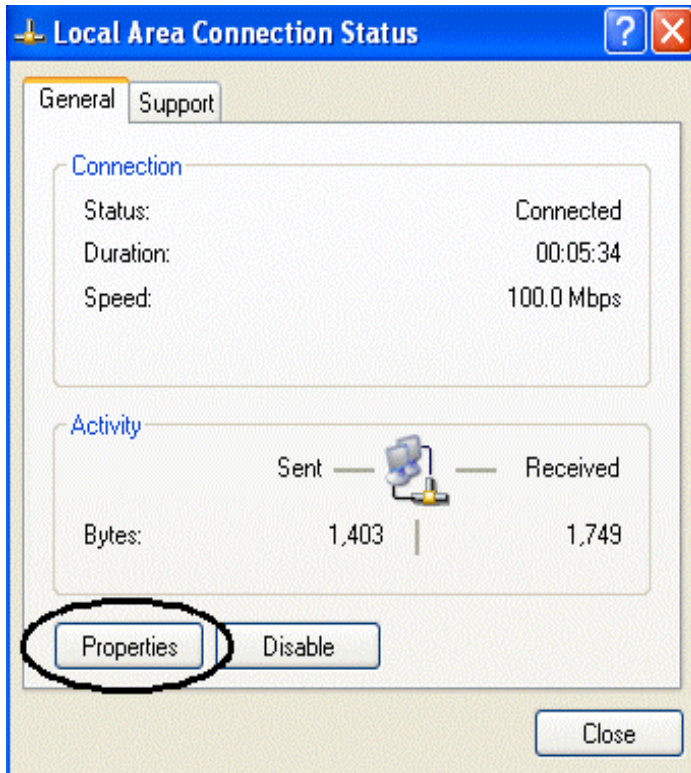 Local Area Connection Status
General Support
Connection
Status: Connected
Duration: 00:05:34
Speed: 100.0 Mbps
Activity
Sent Received
Bytes: 1,403 1,749
Properties Disable
Close